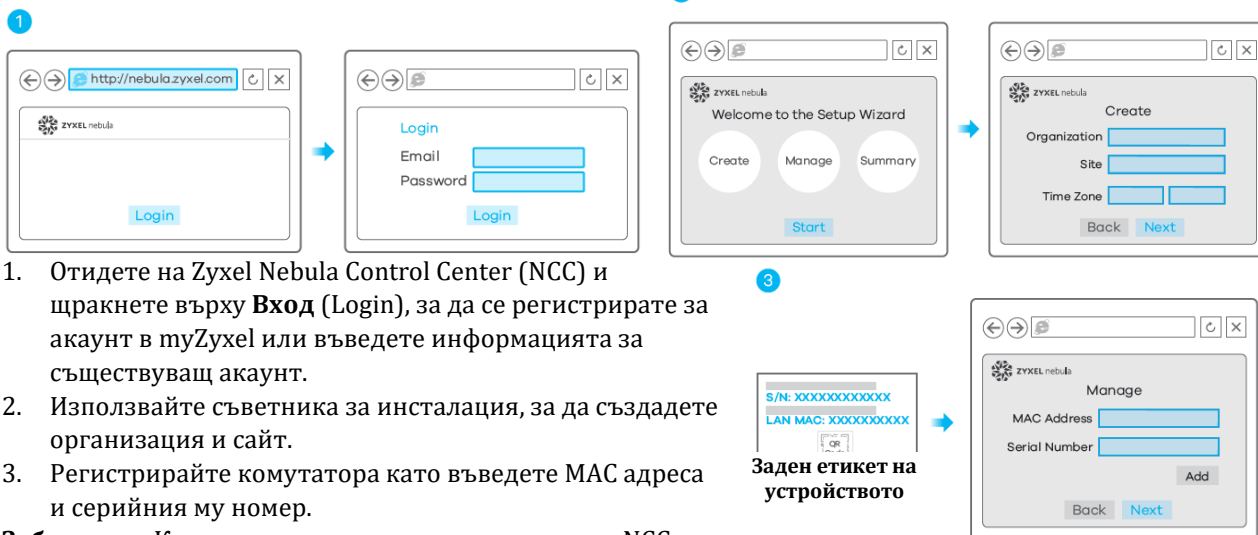 1
http://nebula.zyxel.com
ZYXEL nebula
Login
Login
Email
Password
Login
ZYXEL nebula
Welcome to the Setup Wizard
Create
Manage
Summary
Start
ZYXEL nebula
Create
Organization
Site
Time Zone
Back Next
1. Отидете на Zyxel Nebula Control Center (NCC) и
щракнете върху Вход (Login), за да се регистрирате за
акаунт в myZyxel или въведете информацията за
съществуващ акаунт.
2. Използвайте съветника за инсталация, за да създадете
организация и сайт.
3. Регистрирайте комутатора като въведете MAC адреса
и серийния му номер.
3
S/N: XXXXXXXXXXXX
LAN MAC: XXXXXXXXXX
QR
Заден етикет на
устройството
ZYXEL nebula
Manage
MAC Address
Serial Number
Add
Back Next